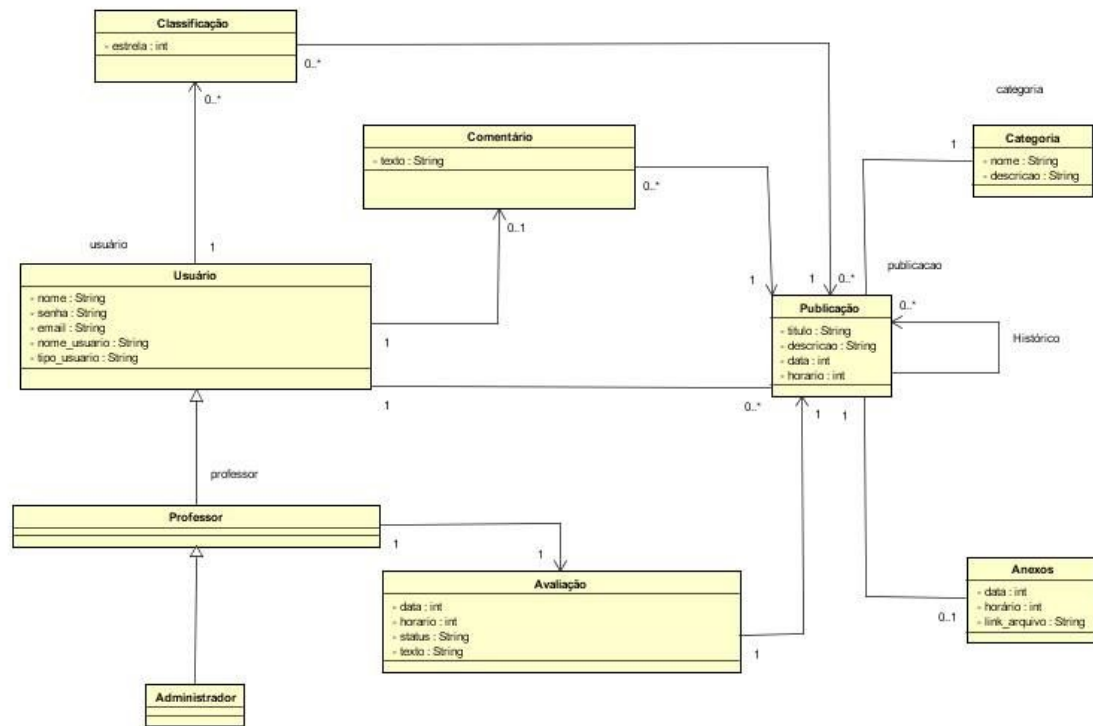 Classificação
- estrela : int
0..*
0..*
categoria
Comentário
- texto : String
0..*
0..1
1
Categoria
- nome : String
- descricao : String
usuário
1
publicacao
Usuário
- nome : String
- senha : String
- email : String
- nome_usuario : String
- tipo_usuario : String
1
1
1
0..*
Publicação
- titulo : String
- descricao : String
- data : int
- horario : int
0..*
Histórico
0..*
1
1
professor
Professor
1
1
Avaliação
- data : int
- horario : int
- status : String
- texto : String
1
Anexos
- data : int
- horário : int
- link_arquivo : String
0..1
Administrador